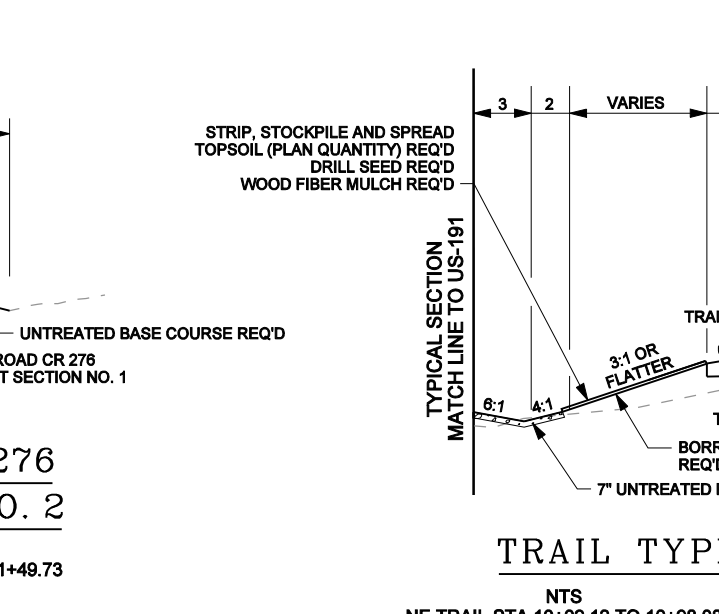 UNTREATED BASE COURSE REQ'D
ROAD CR 276
T SECTION NO. 1
276
O. 2
1+49.73
3
2
VARIES
STRIP, STOCKPILE AND SPREAD
TOPSOIL (PLAN QUANTITY) REQ'D
DRILL SEED REQ'D
WOOD FIBER MULCH REQ'D
TYPICAL SECTION
MATCH LINE TO US-191
6:1
4:1
3:1 OR
FLATTER
7" UNTREATED
TRAIL
NTS